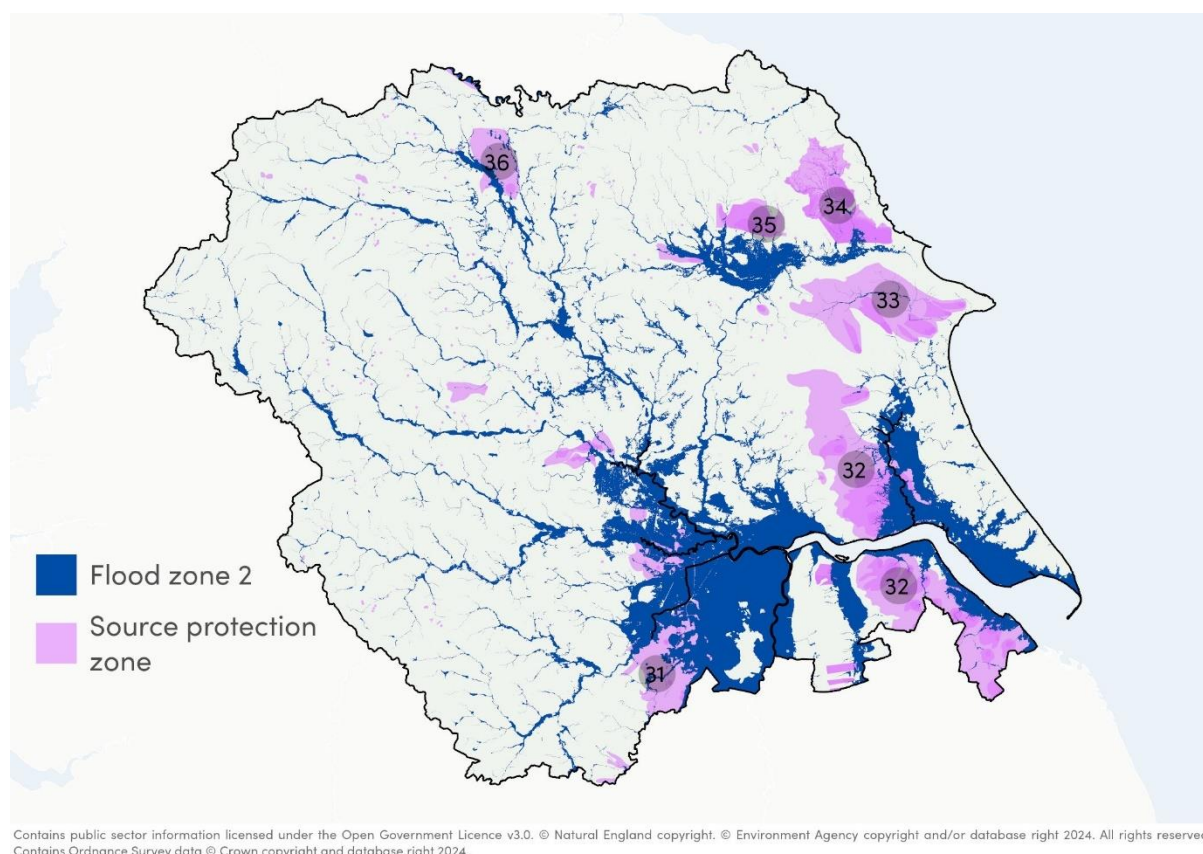 36
34
35
33
32
Flood zone 2
32
Source protection
zone
31
Contains public sector information licensed under the Open Government Licence v3.0. © Natural England copyright. © Environment Agency copyright and/or database right 2024. All rights reserved
Contains Ordnance Survey data © Crown copyright and database right 2024